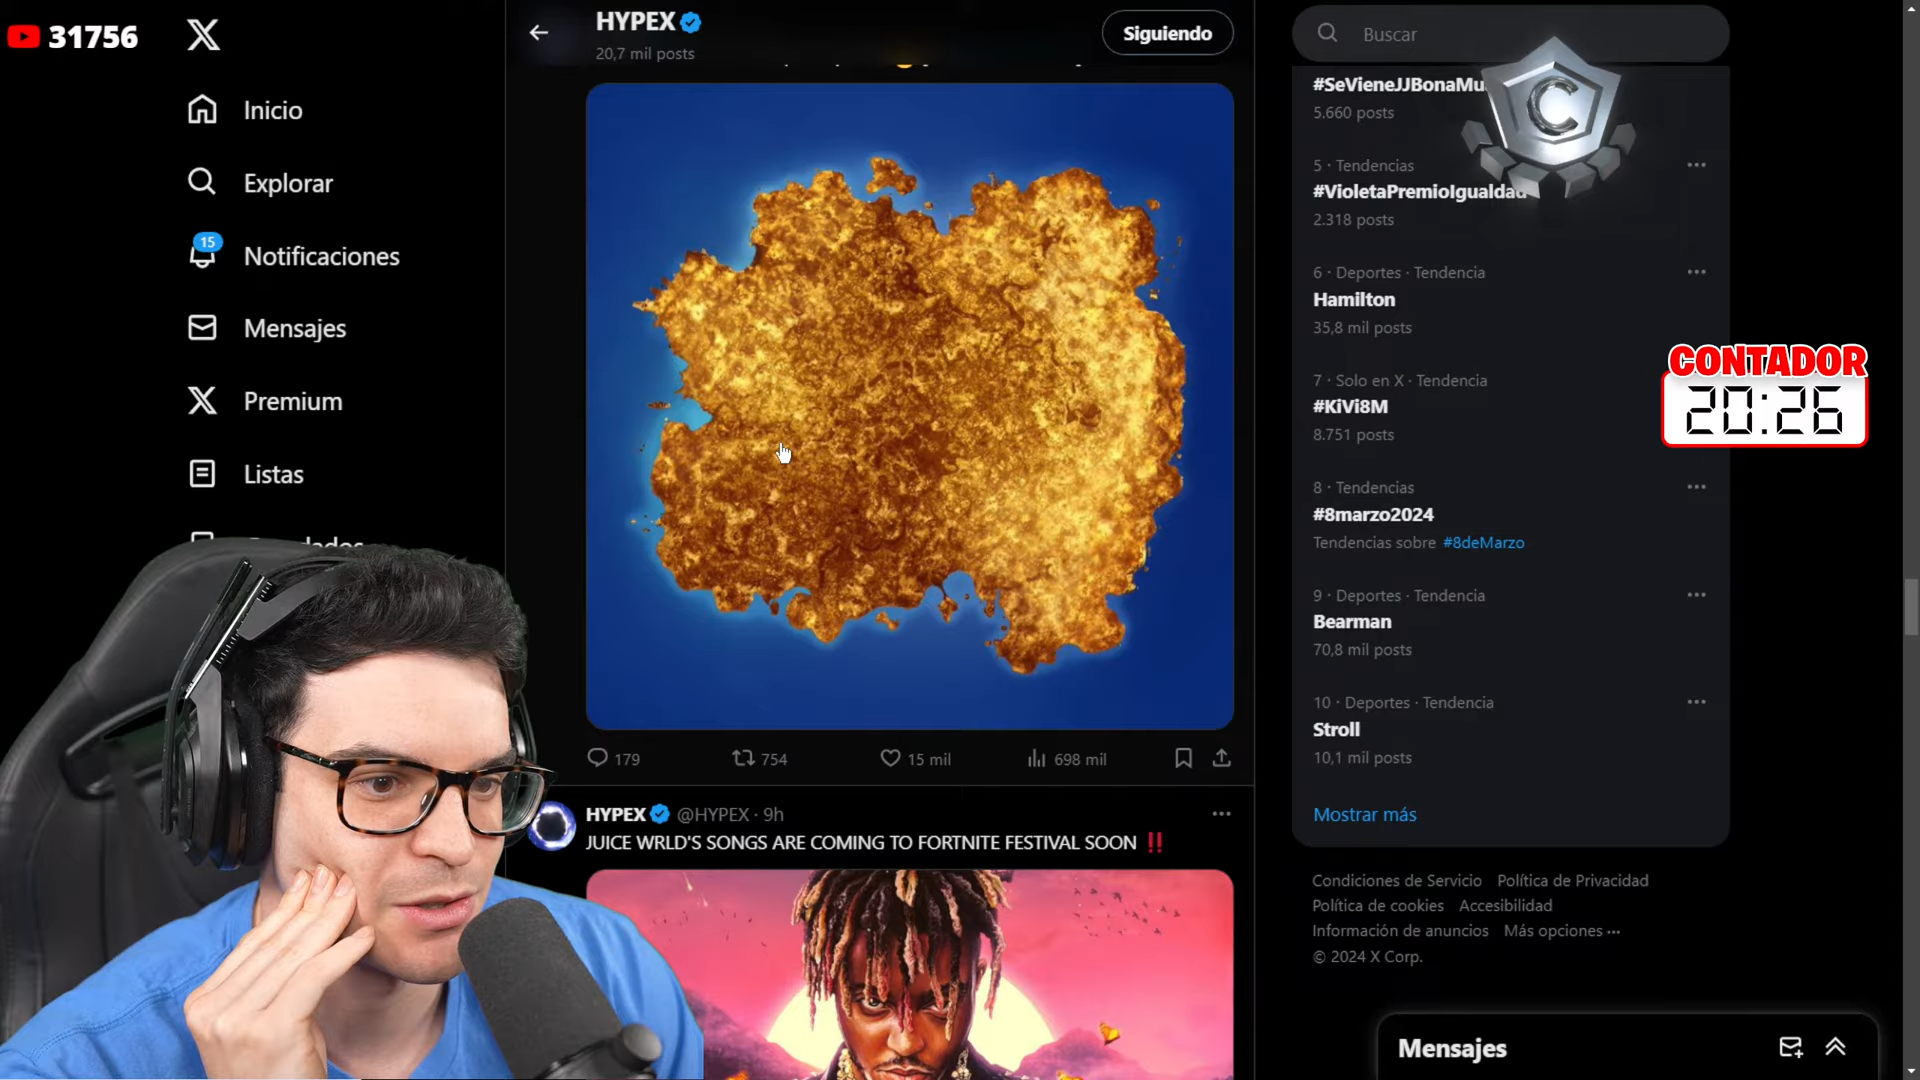 31756
Inicio
Explorar
15
Notificaciones
Mensajes
Premium
Listas
HYPEX
20,7 mil posts
Siguiendo
179
754
15 mil
698 mil
HYPEX @HYPEX · 9h
JUICE WRLD'S SONGS ARE COMING TO FORTNITE FESTIVAL SOON ‼️
Buscar
C
5.660 posts
5 · Tendencias
#VioletaPremioIgualdad
2.318 posts
6 · Deportes · Tendencia
Hamilton
35,8 mil posts
7 · Solo en X · Tendencia
#KiVi8M
8.751 posts
8 · Tendencias
#8marzo2024
Tendencias sobre #8deMarzo
9 · Deportes · Tendencia
Bearman
70,8 mil posts
10 · Deportes · Tendencia
Stroll
10,1 mil posts
Mostrar más
Condiciones de Servicio Política de Privacidad
Política de cookies Accesibilidad
Información de anuncios Más opciones ···
© 2024 X Corp.
CONTADOR
20:26
Mensajes